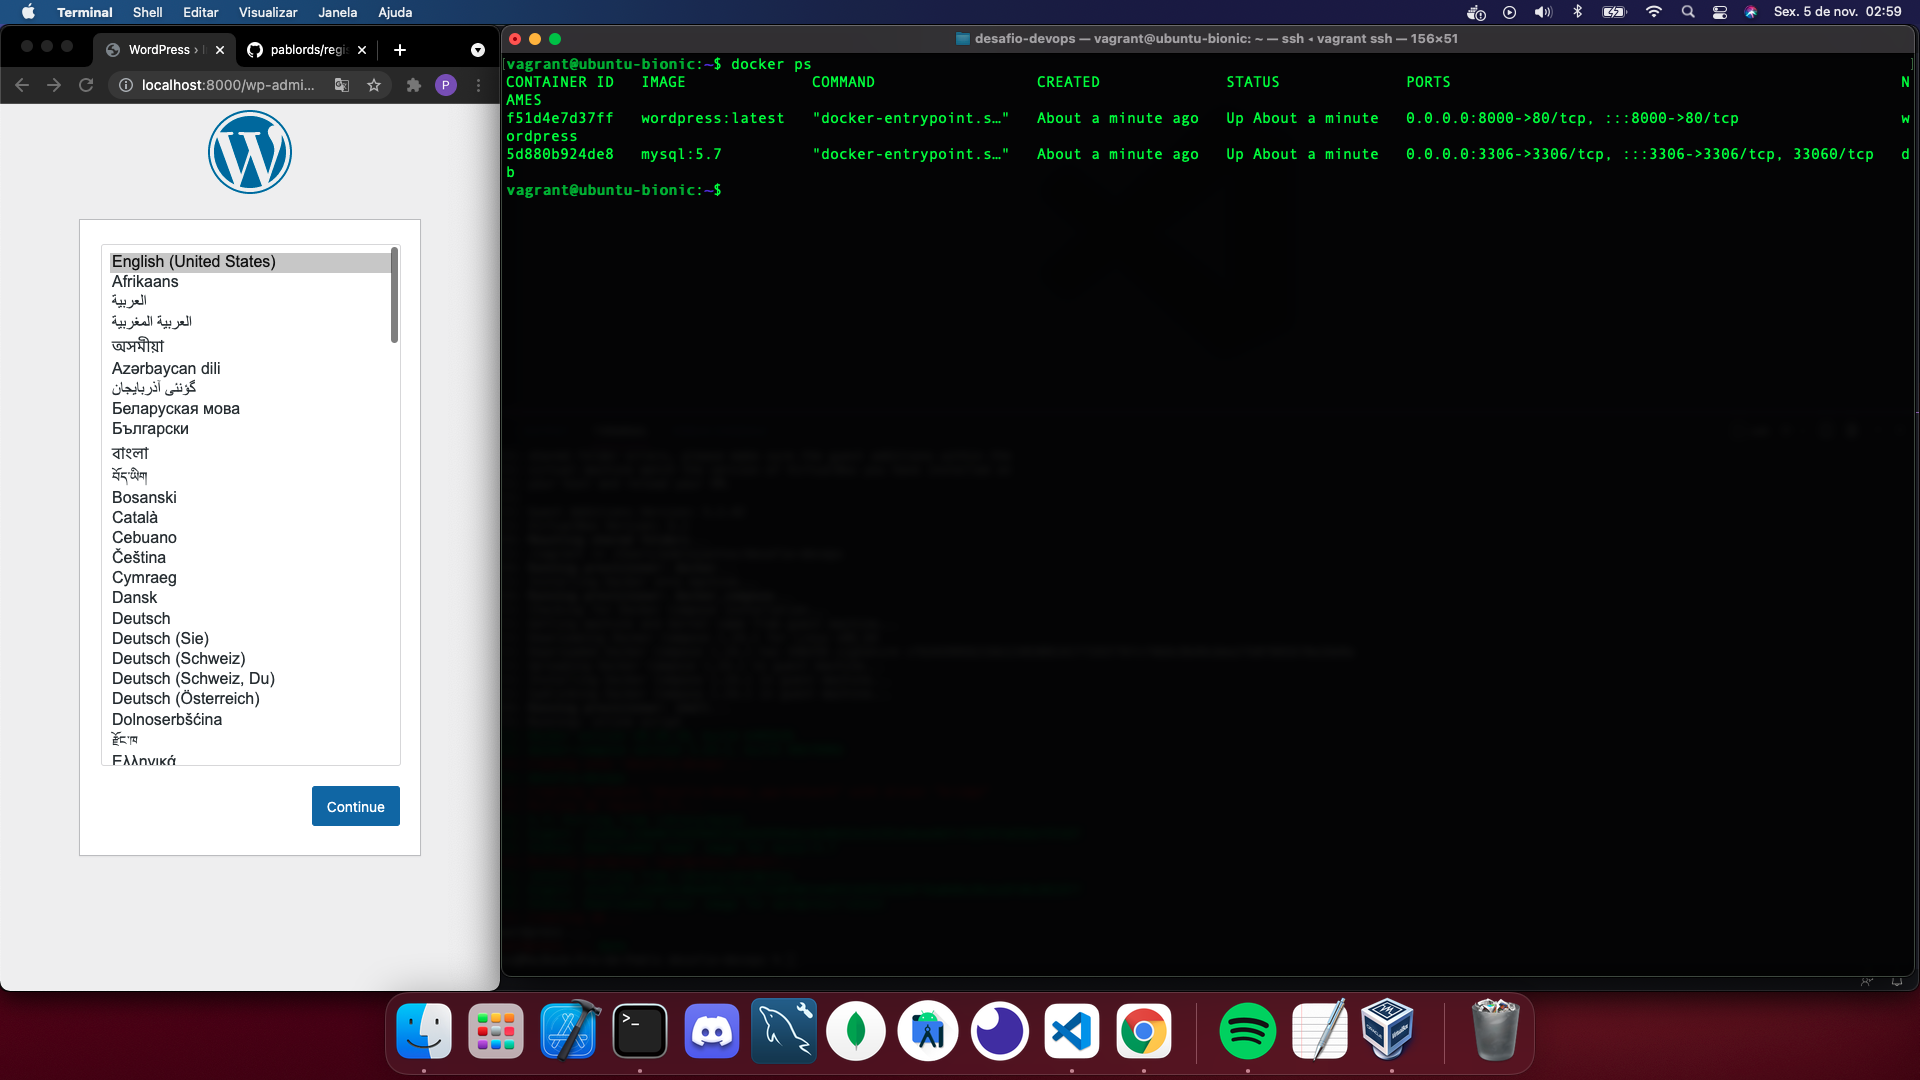 Terminal Shell Editar Visualizar Janela Ajuda
Sex. 5 de nov. 02:59
WordPress ›
pablords/regis
localhost:8000/wp-admi...
P
English (United States)
Afrikaans
العربية
العربية المغربية
অসমীয়া
Azərbaycan dili
گؤنئی آذربایجان
Беларуская мова
Български
বাংলা
བོད་ཡིག
Bosanski
Català
Cebuano
Čeština
Cymraeg
Dansk
Deutsch
Deutsch (Sie)
Deutsch (Schweiz)
Deutsch (Schweiz, Du)
Deutsch (Österreich)
Dolnoserbšćina
རྫོང་ཁ
Ελληνικά
Continue
desafio-devops — vagrant@ubuntu-bionic: ~ — ssh ◂ vagrant ssh — 156×51
[vagrant@ubuntu-bionic:~$ docker ps ]
CONTAINER ID IMAGE COMMAND CREATED STATUS PORTS N
AMES
f51d4e7d37ff wordpress:latest "docker-entrypoint.s…" About a minute ago Up About a minute 0.0.0.0:8000->80/tcp, :::8000->80/tcp w
ordpress
5d880b924de8 mysql:5.7 "docker-entrypoint.s…" About a minute ago Up About a minute 0.0.0.0:3306->3306/tcp, :::3306->3306/tcp, 33060/tcp d
b
vagrant@ubuntu-bionic:~$